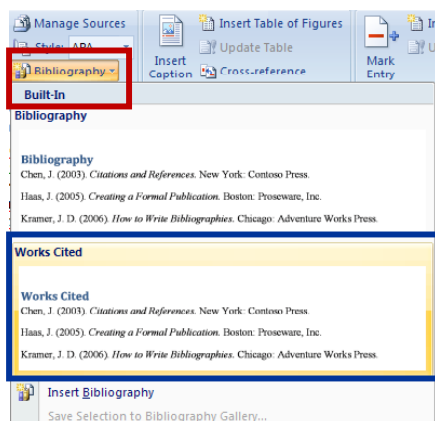 Manage Sources
Insert Table of Figures
Style: APA
Update Table
Insert Caption
Mark Entry
Bibliography
Cross-reference
Built-In
Bibliography
Bibliography
Chen, J. (2003). Citations and References. New York: Contoso Press.
Haas, J. (2005). Creating a Formal Publication. Boston: Proseware, Inc.
Kramer, J. D. (2006). How to Write Bibliographies. Chicago: Adventure Works Press.
Works Cited
Works Cited
Chen, J. (2003). Citations and References. New York: Contoso Press.
Haas, J. (2005). Creating a Formal Publication. Boston: Proseware, Inc.
Kramer, J. D. (2006). How to Write Bibliographies. Chicago: Adventure Works Press.
Insert Bibliography
Save Selection to Bibliography Gallery...